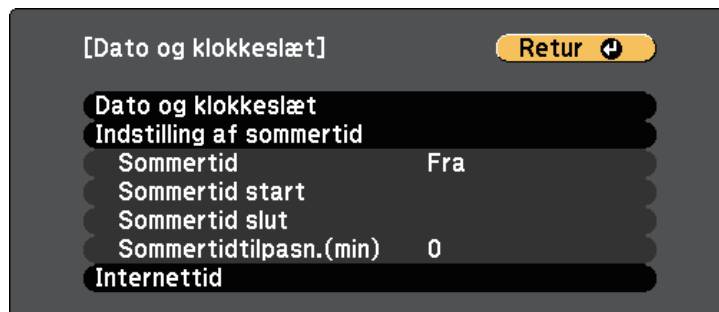 [Dato og klokkeslæt] Retur
Dato og klokkeslæt
Indstilling af sommertid
Sommertid Fra
Sommertid start
Sommertid slut
Sommertidtilpasn.(min) 0
Internettid